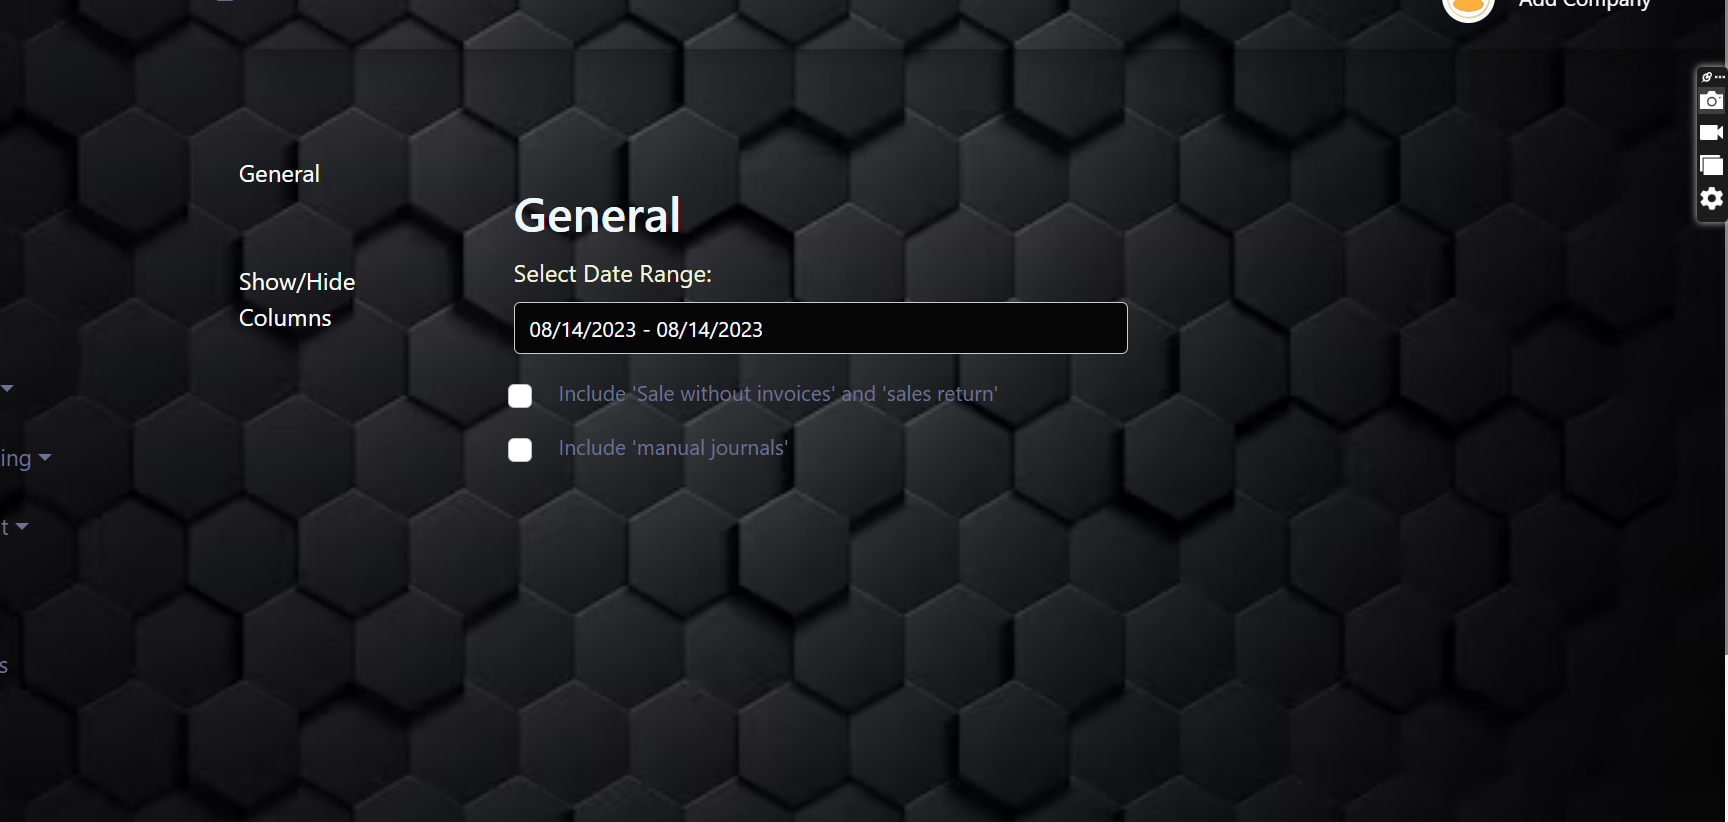 Add Company
General
General
Select Date Range:
Show/Hide
Columns
08/14/2023 - 08/14/2023
Include 'Sale without invoices' and 'sales return'
Include 'manual journals'
ing
t
s